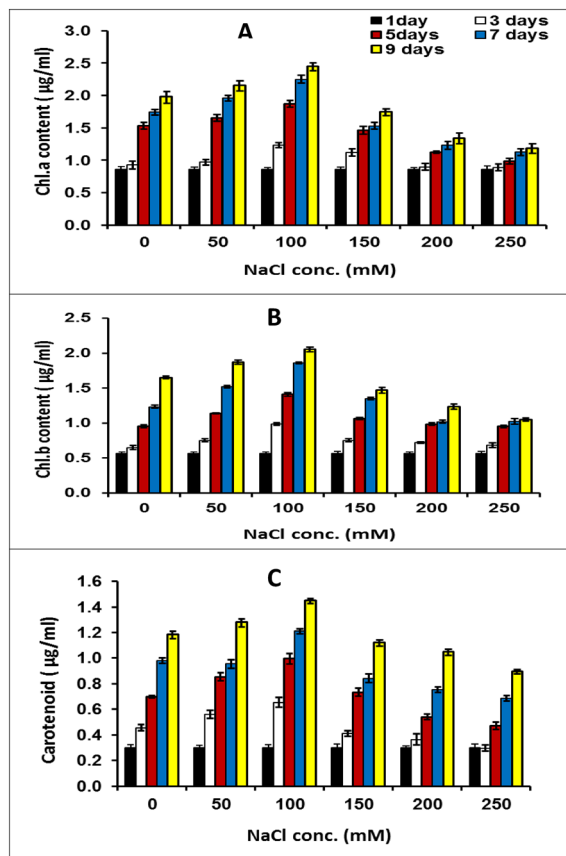 A
1day
3 days
5days
7 days
9 days
Chl.a content ( µg/ml)
3.0
2.5
2.0
1.5
1.0
0.5
0.0
0 50 100 150 200 250
NaCl conc. (mM)
B
Chl.b content ( µg/ml)
2.5
2.0
1.5
1.0
0.5
0.0
0 50 100 150 200 250
NaCl conc. (mM)
C
Carotenoid ( µg/ml)
1.6
1.4
1.2
1.0
0.8
0.6
0.4
0.2
0.0
0 50 100 150 200 250
NaCl conc. (mM)